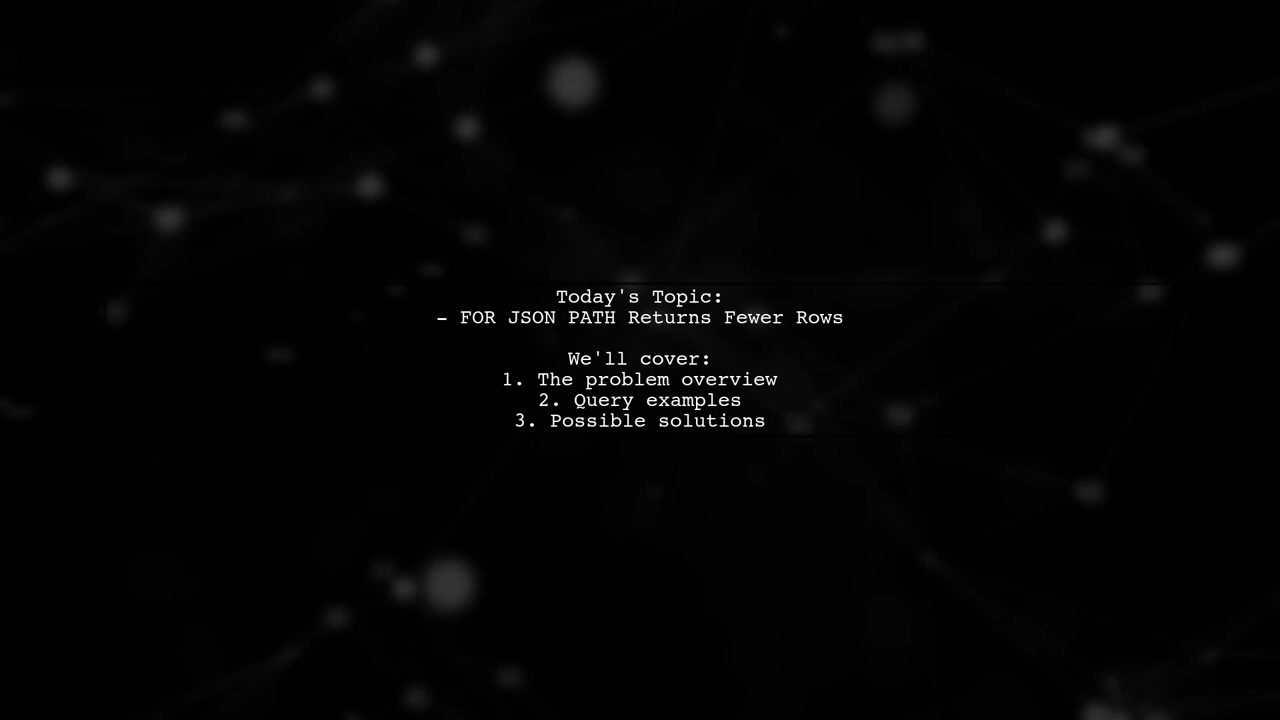 Today's Topic:
- FOR JSON PATH Returns Fewer Rows
We'll cover:
1. The problem overview
2. Query examples
3. Possible solutions